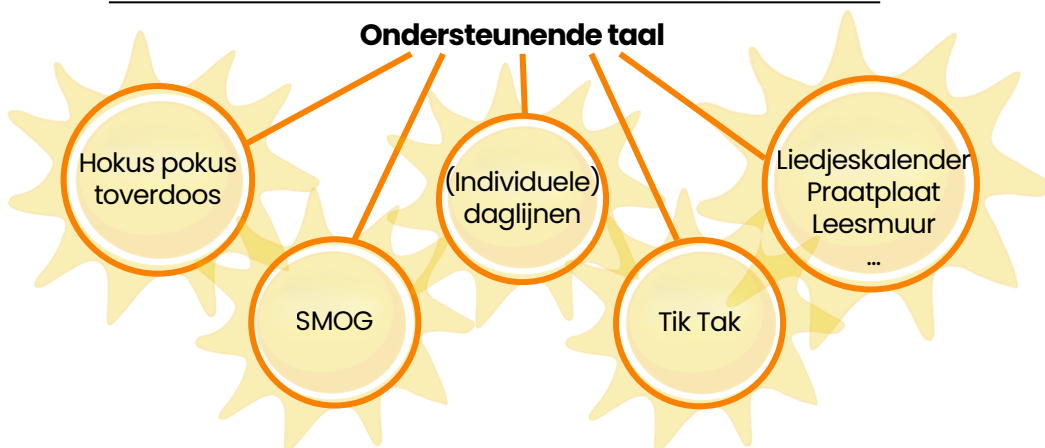 Ondersteunende taal
Hokus pokus
toverdoos
SMOG
(Individuele)
daglijnen
Tik Tak
Liedjeskalender
Praatplaat
Leesmuur
...